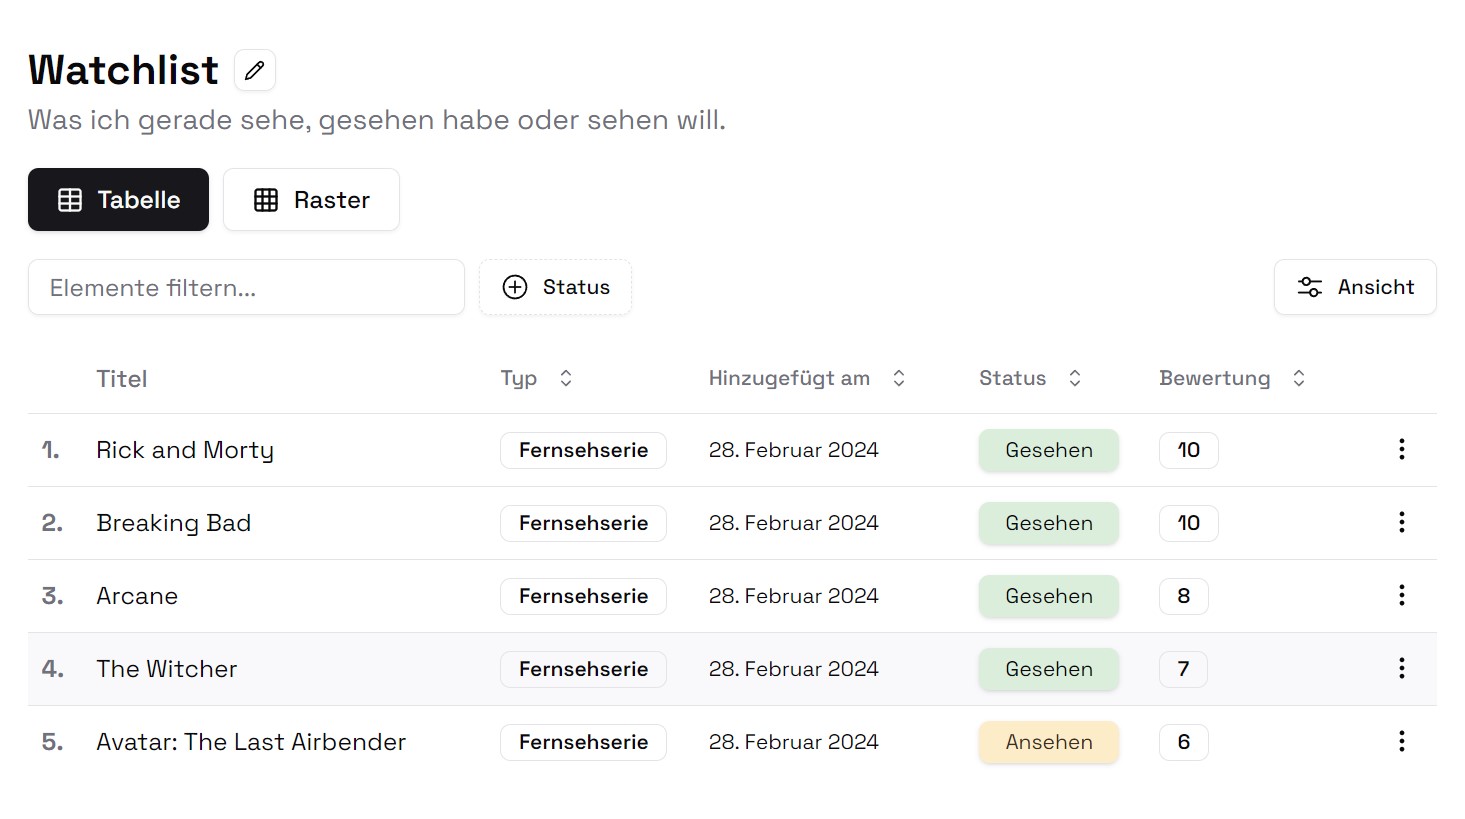 Watchlist
Was ich gerade sehe, gesehen habe oder sehen will.
Tabelle Raster
Elemente filtern... Status Ansicht
Titel Typ Hinzugefügt am Status Bewertung
1. Rick and Morty Fernsehserie 28. Februar 2024 Gesehen 10
2. Breaking Bad Fernsehserie 28. Februar 2024 Gesehen 10
3. Arcane Fernsehserie 28. Februar 2024 Gesehen 8
4. The Witcher Fernsehserie 28. Februar 2024 Gesehen 7
5. Avatar: The Last Airbender Fernsehserie 28. Februar 2024 Ansehen 6